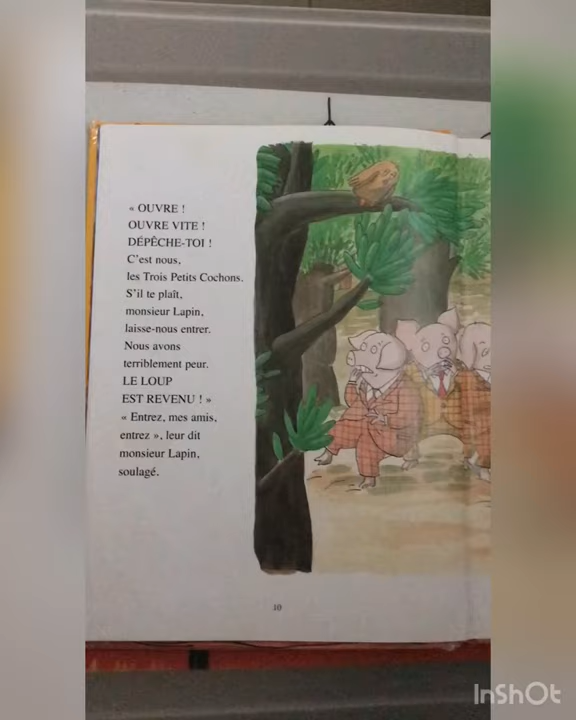 « OUVRE !
OUVRE VITE !
DÉPÊCHE-TOI !
C'est nous,
les Trois Petits Cochons.
S'il te plaît,
monsieur Lapin,
laisse-nous entrer.
Nous avons
terriblement peur.
LE LOUP
EST REVENU ! »
« Entrez, mes amis,
entrez », leur dit
monsieur Lapin,
soulagé.
10
InShOt